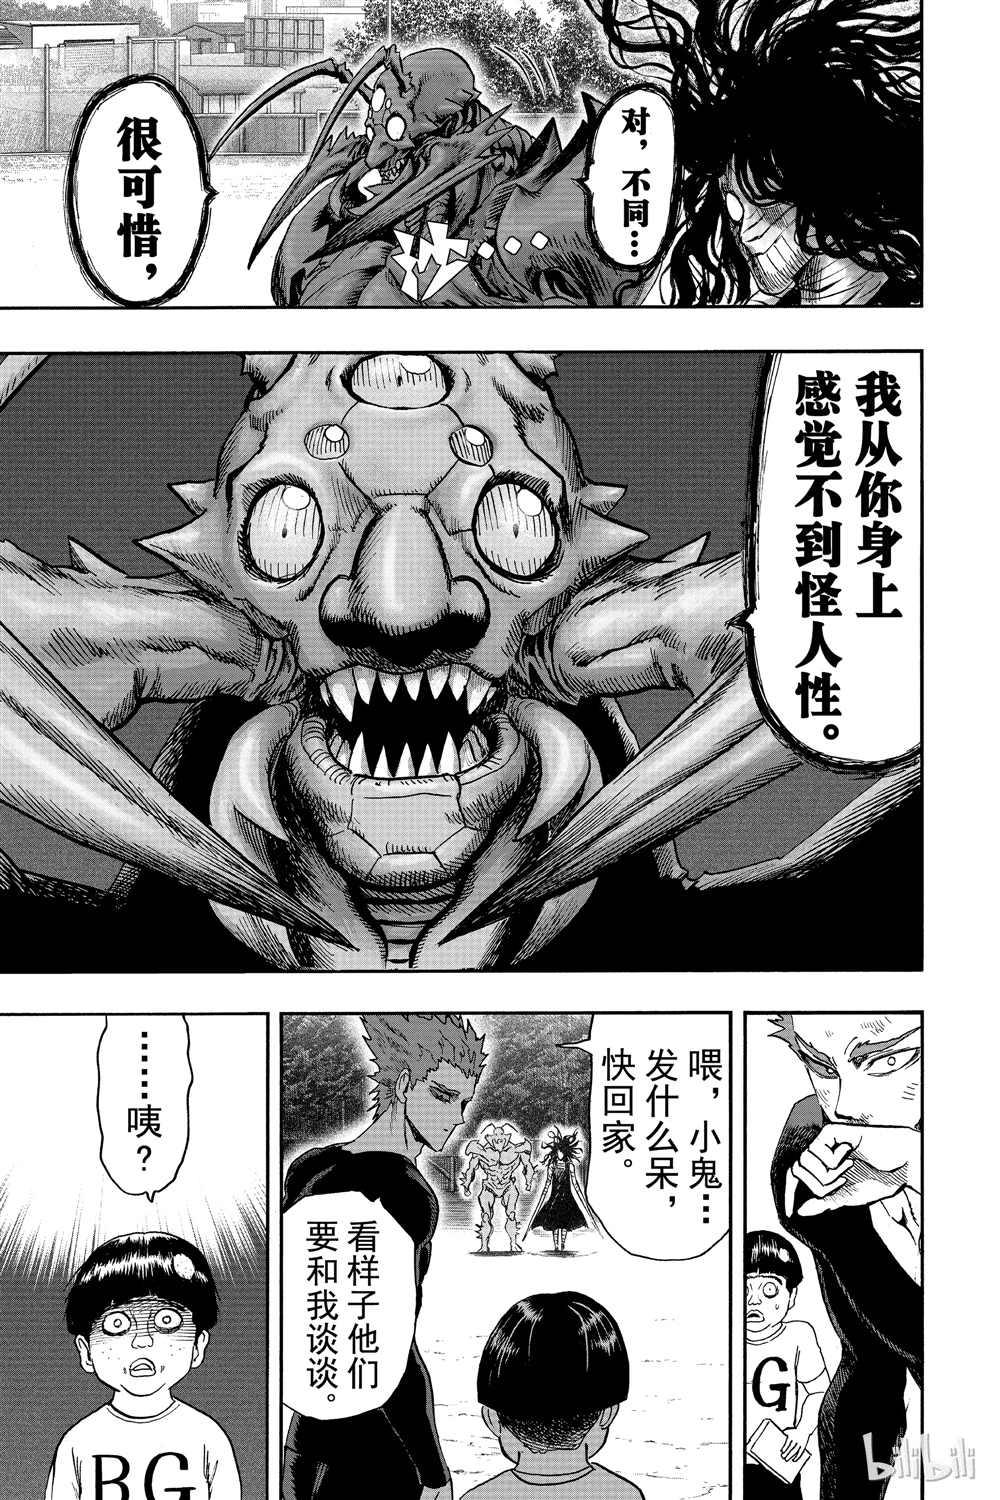 对，不同…
很可惜，
我从你身上
感觉不到怪人性。
G
喂，小鬼…
发什么呆，
快回家。
看样子他们
要和我谈谈。
……咦？
BG
bilibili